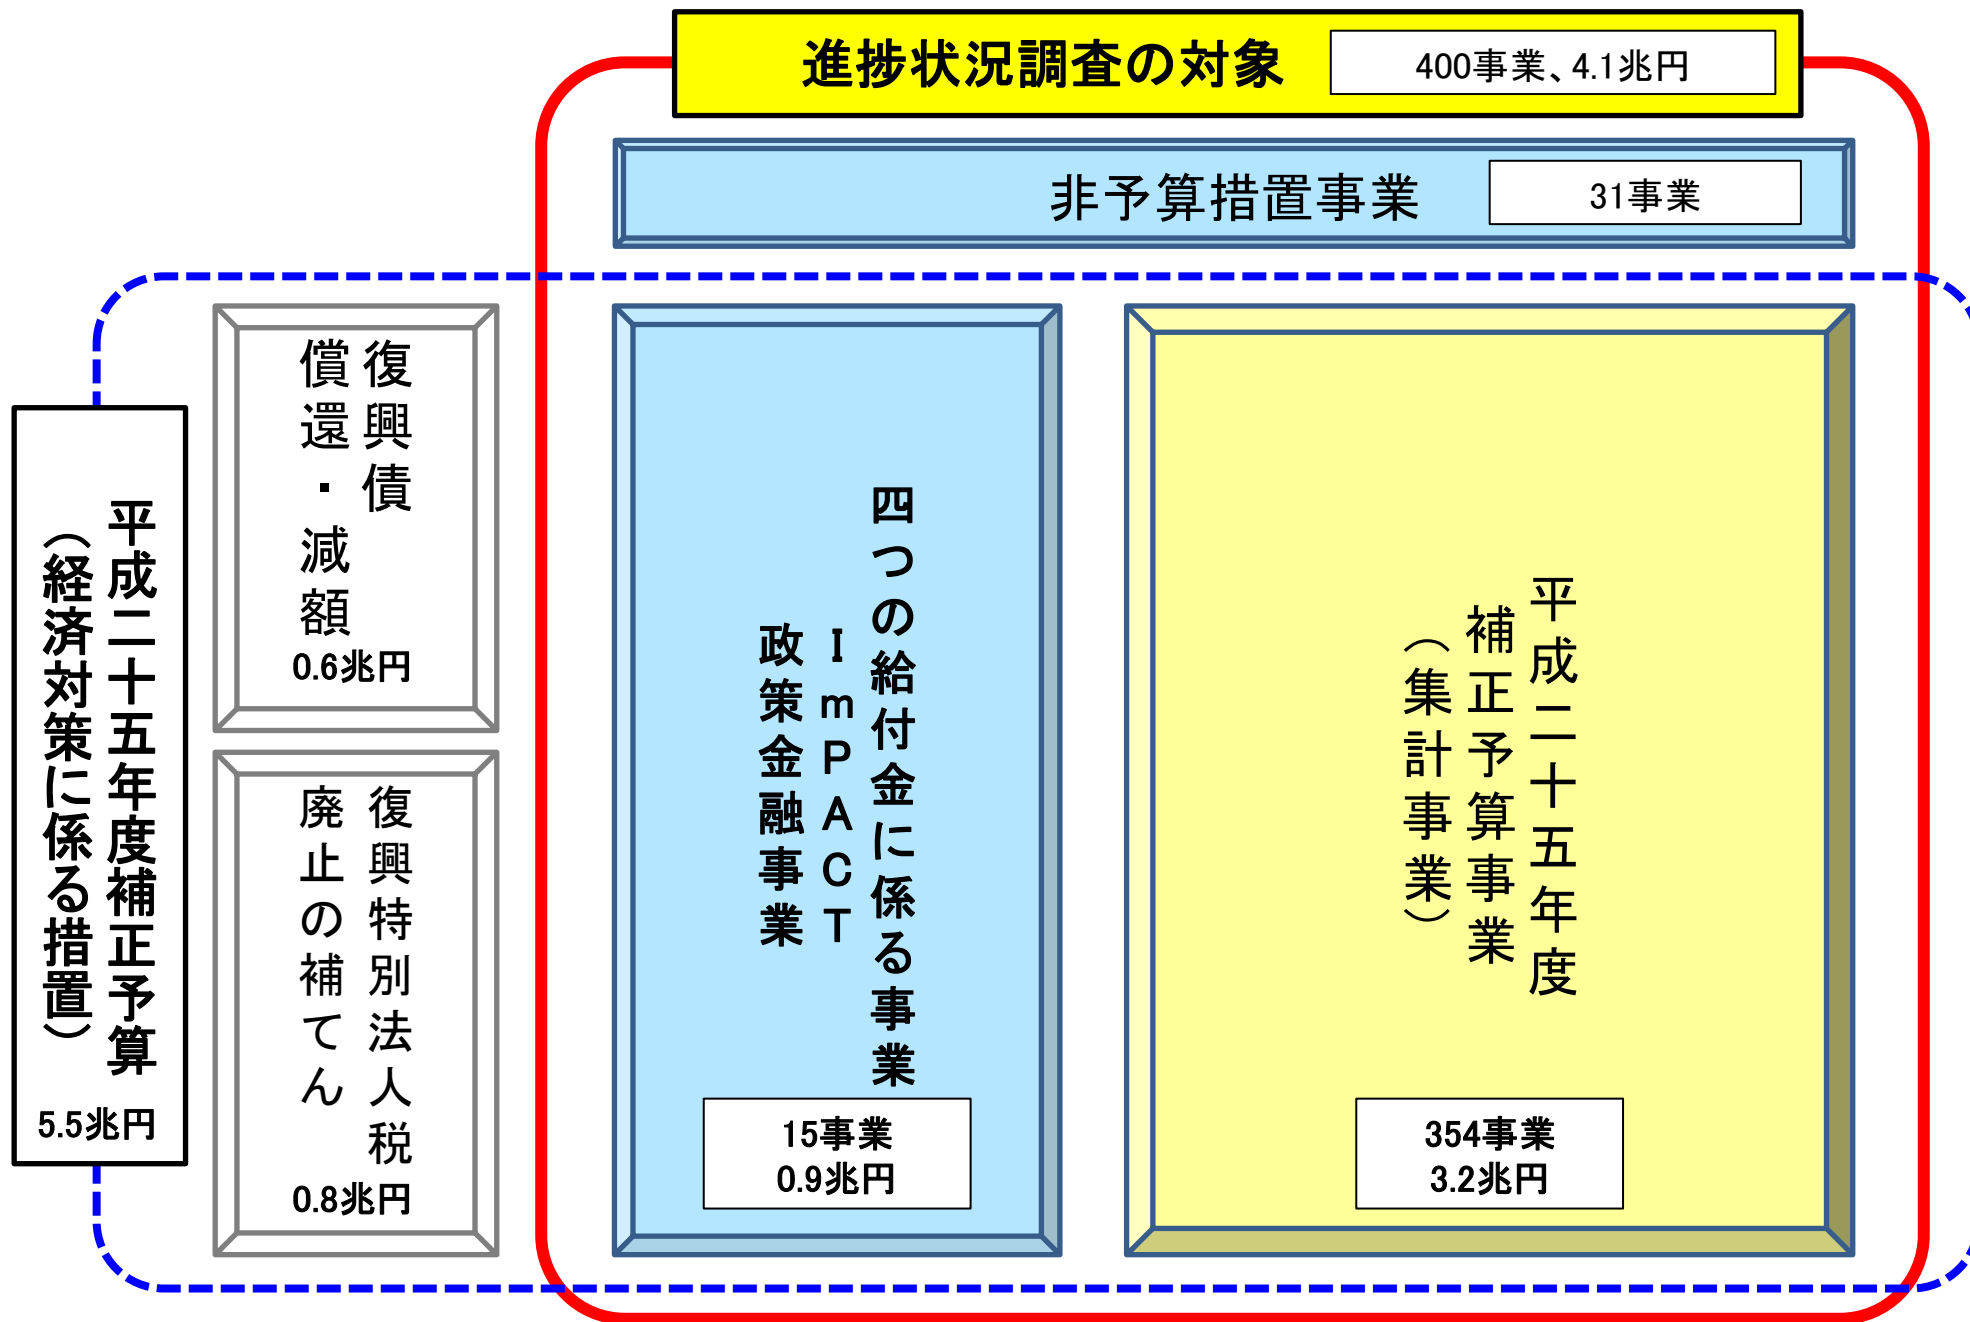 進捗状況調査の対象
400事業、4.1兆円
非予算措置事業
31事業
平成二十五年度補正予算
（経済対策に係る措置）
5.5兆円
復興債
償還・減額
0.6兆円
復興特別法人税
廃止の補てん
0.8兆円
四つの給付金に係る事業
ＩｍＰＡＣＴ
政策金融事業
15事業
0.9兆円
平成二十五年度
補正予算事業
（集計事業）
354事業
3.2兆円